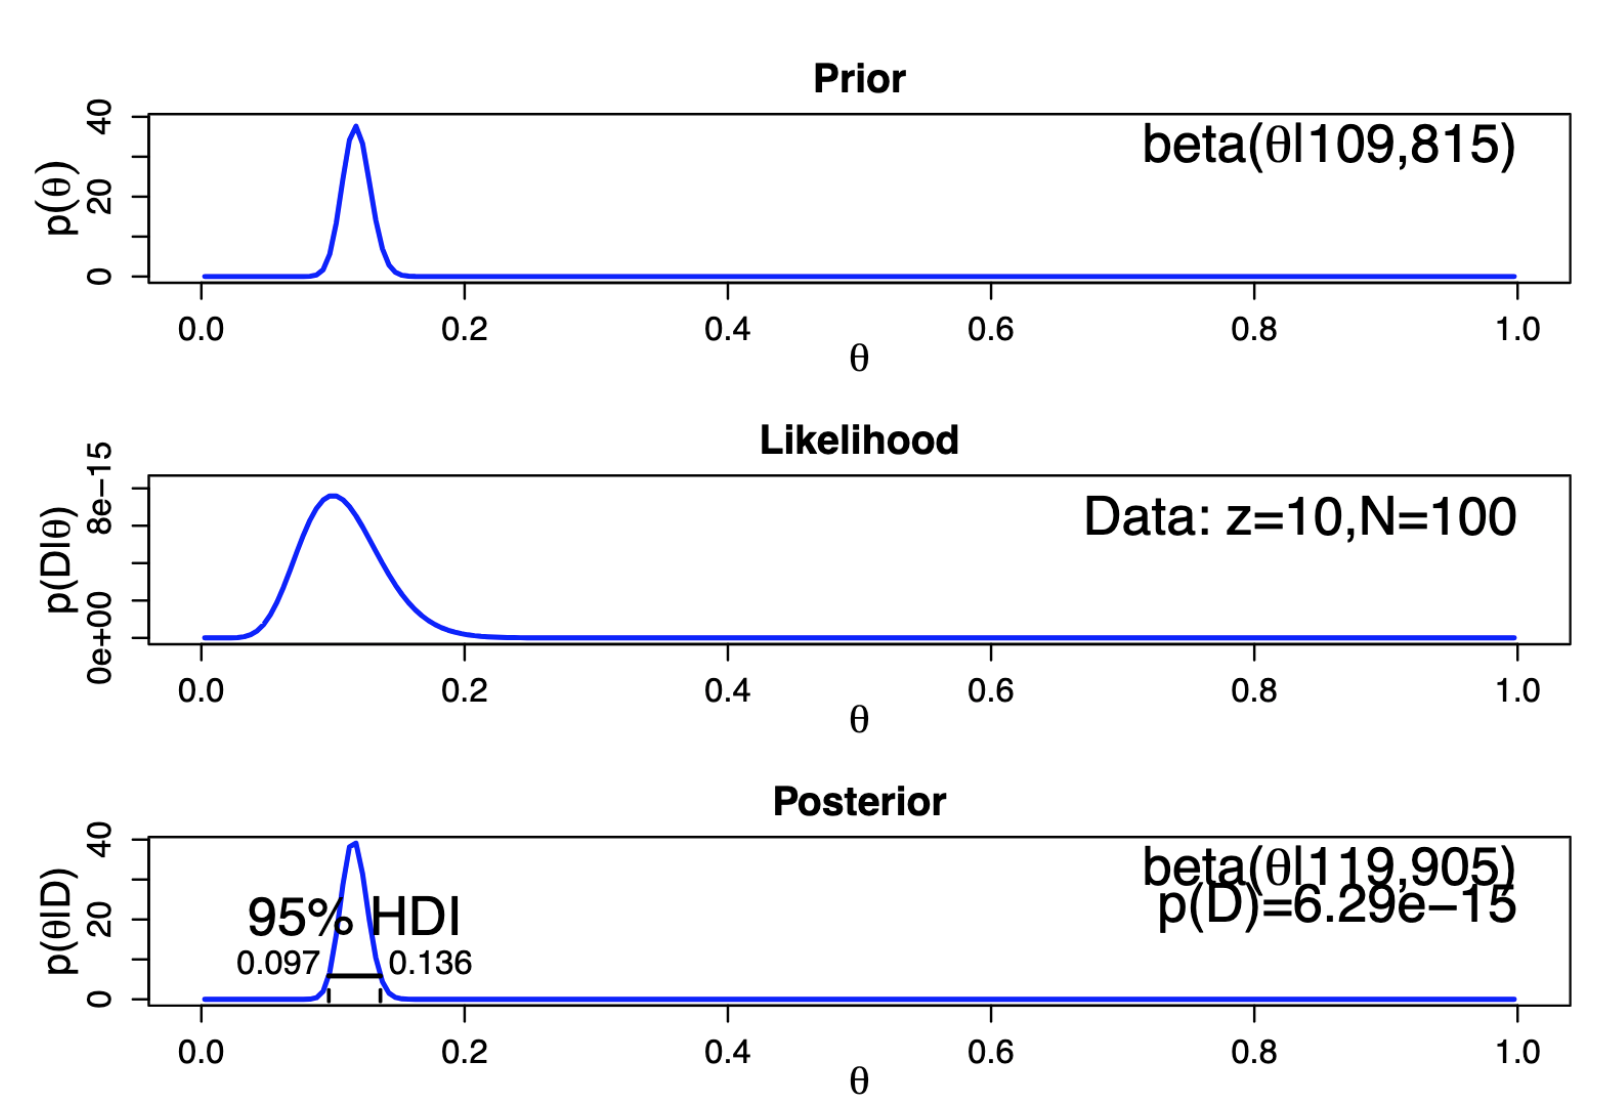 Prior
beta(θ|109,815)
p(θ)
0 20 40
0.0 0.2 0.4 0.6 0.8 1.0
θ
Likelihood
Data: z=10,N=100
p(D|θ)
0e+00 8e−15
0.0 0.2 0.4 0.6 0.8 1.0
θ
Posterior
beta(θ|119,905)
p(D)=6.29e−15
95% HDI
0.097 0.136
p(θ|D)
0 20 40
0.0 0.2 0.4 0.6 0.8 1.0
θ